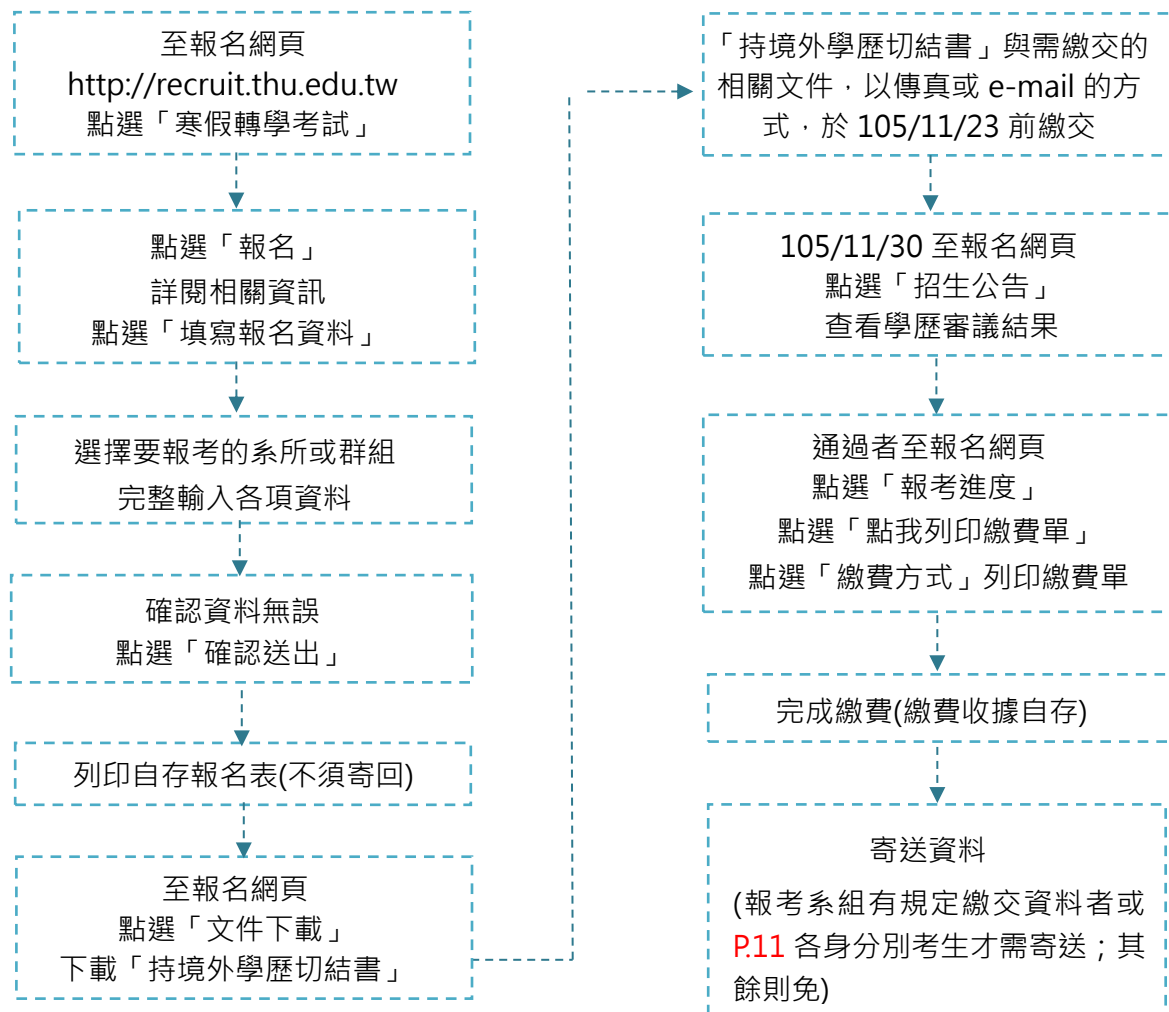 至報名網頁
http://recruit.thu.edu.tw
點選「寒假轉學考試」
點選「報名」
詳閱相關資訊
點選「填寫報名資料」
選擇要報考的系所或群組
完整輸入各項資料
確認資料無誤
點選「確認送出」
列印自存報名表(不須寄回)
至報名網頁
點選「文件下載」
下載「持境外學歷切結書」
「持境外學歷切結書」與需繳交的
相關文件，以傳真或 e-mail 的方
式，於 105/11/23 前繳交
105/11/30 至報名網頁
點選「招生公告」
查看學歷審議結果
通過者至報名網頁
點選「報考進度」
點選「點我列印繳費單」
點選「繳費方式」列印繳費單
完成繳費(繳費收據自存)
寄送資料
(報考系組有規定繳交資料者或
P.11 各身分別考生才需寄送；其
餘則免)